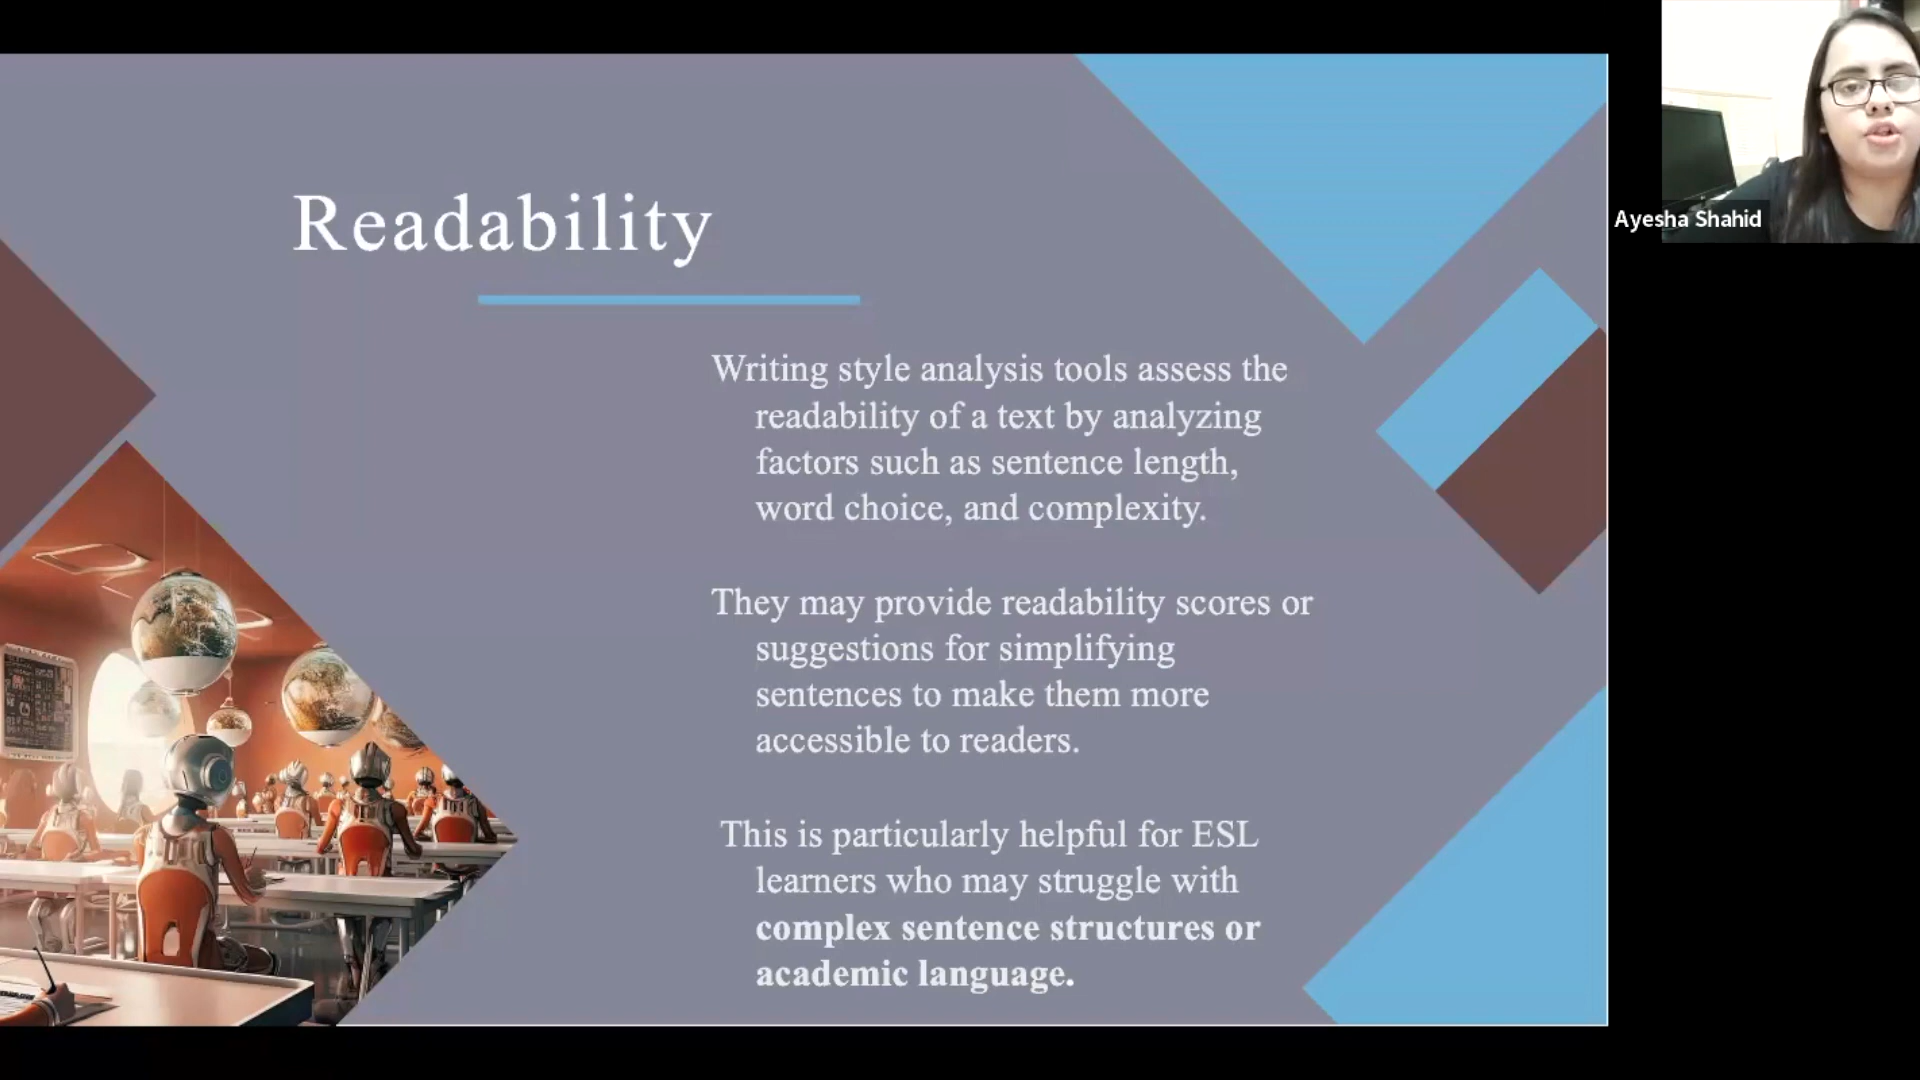 Readability
Writing style analysis tools assess the
readability of a text by analyzing
factors such as sentence length,
word choice, and complexity.
They may provide readability scores or
suggestions for simplifying
sentences to make them more
accessible to readers.
This is particularly helpful for ESL
learners who may struggle with
complex sentence structures or
academic language.
Ayesha Shahid